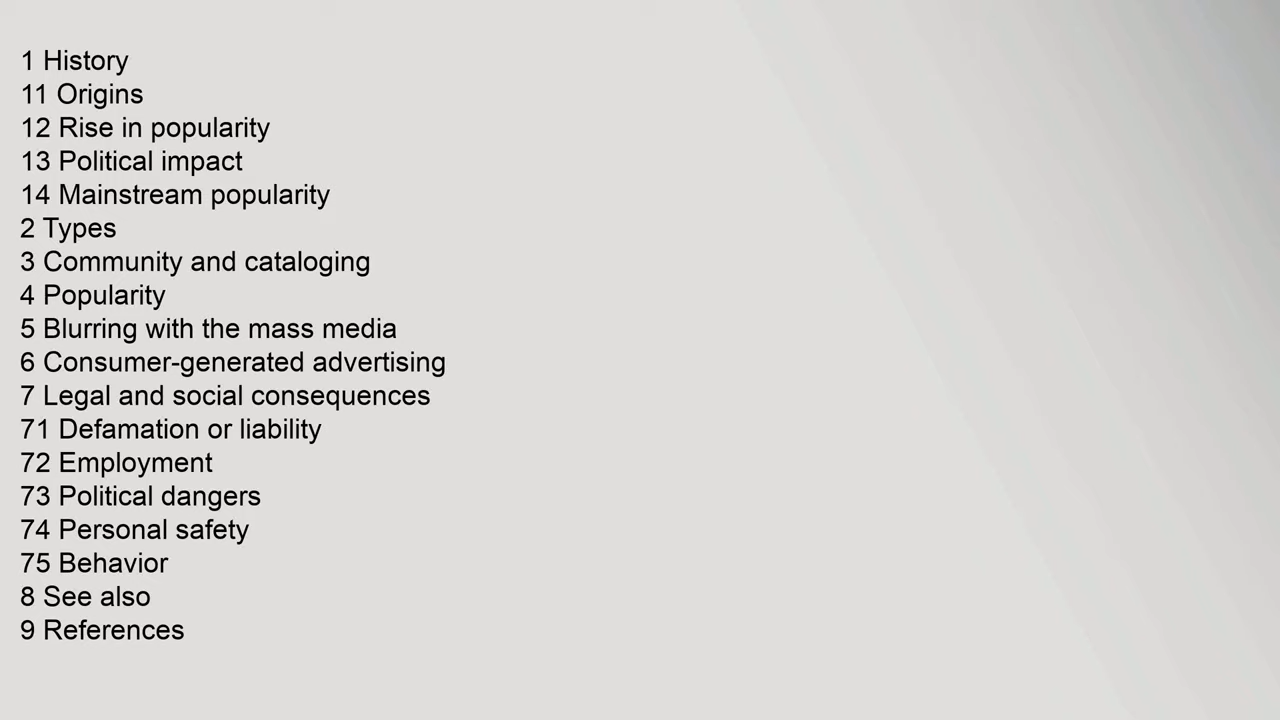 1 History
11 Origins
12 Rise in popularity
13 Political impact
14 Mainstream popularity
2 Types
3 Community and cataloging
4 Popularity
5 Blurring with the mass media
6 Consumer-generated advertising
7 Legal and social consequences
71 Defamation or liability
72 Employment
73 Political dangers
74 Personal safety
75 Behavior
8 See also
9 References